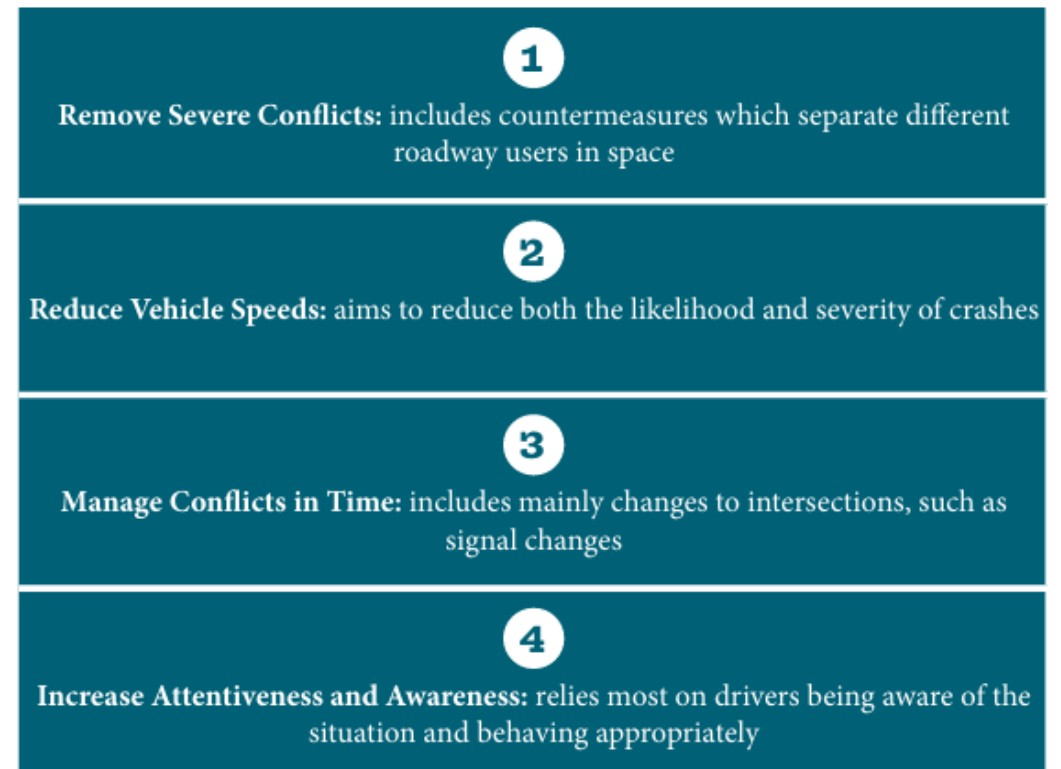 1
Remove Severe Conflicts: includes countermeasures which separate different
roadway users in space
2
Reduce Vehicle Speeds: aims to reduce both the likelihood and severity of crashes
3
Manage Conflicts in Time: includes mainly changes to intersections, such as
signal changes
4
Increase Attentiveness and Awareness: relies most on drivers being aware of the
situation and behaving appropriately